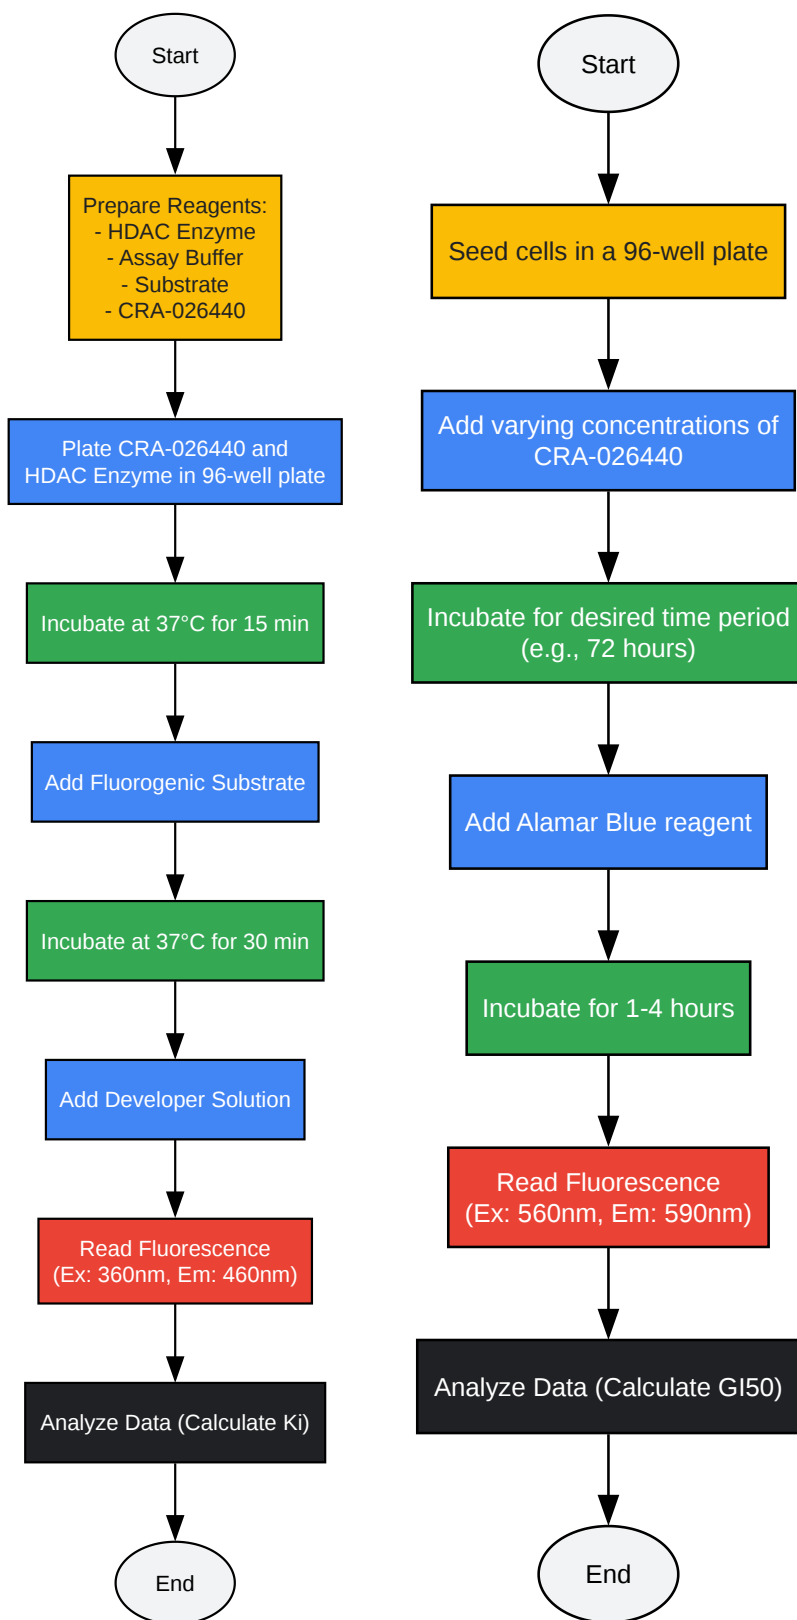 Start
Prepare Reagents:
- HDAC Enzyme
- Assay Buffer
- Substrate
- CRA-026440
Plate CRA-026440 and
HDAC Enzyme in 96-well plate
Incubate at 37°C for 15 min
Add Fluorogenic Substrate
Incubate at 37°C for 30 min
Add Developer Solution
Read Fluorescence
(Ex: 360nm, Em: 460nm)
Analyze Data (Calculate Ki)
End
Start
Seed cells in a 96-well plate
Add varying concentrations of
CRA-026440
Incubate for desired time period
(e.g., 72 hours)
Add Alamar Blue reagent
Incubate for 1-4 hours
Read Fluorescence
(Ex: 560nm, Em: 590nm)
Analyze Data (Calculate GI50)
End